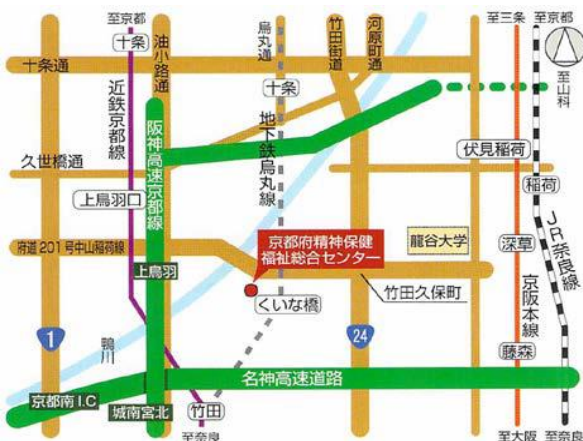 至京都
十条
油小路通
烏丸通
竹田街道
河原町通
至三条
至京都
十条通
近鉄京都線
十条
至山科
阪神高速京都線
地下鉄烏丸線
久世橋通
伏見稲荷
稲荷
上鳥羽口
JR奈良線
府道201号中山稲荷線
京都府精神保健
福祉総合センター
龍谷大学
深草
上鳥羽
くいな橋
竹田久保町
京阪本線
1
鴨川
24
藤森
名神高速道路
京都南I.C
城南宮北
竹田
至奈良
至大阪
至奈良